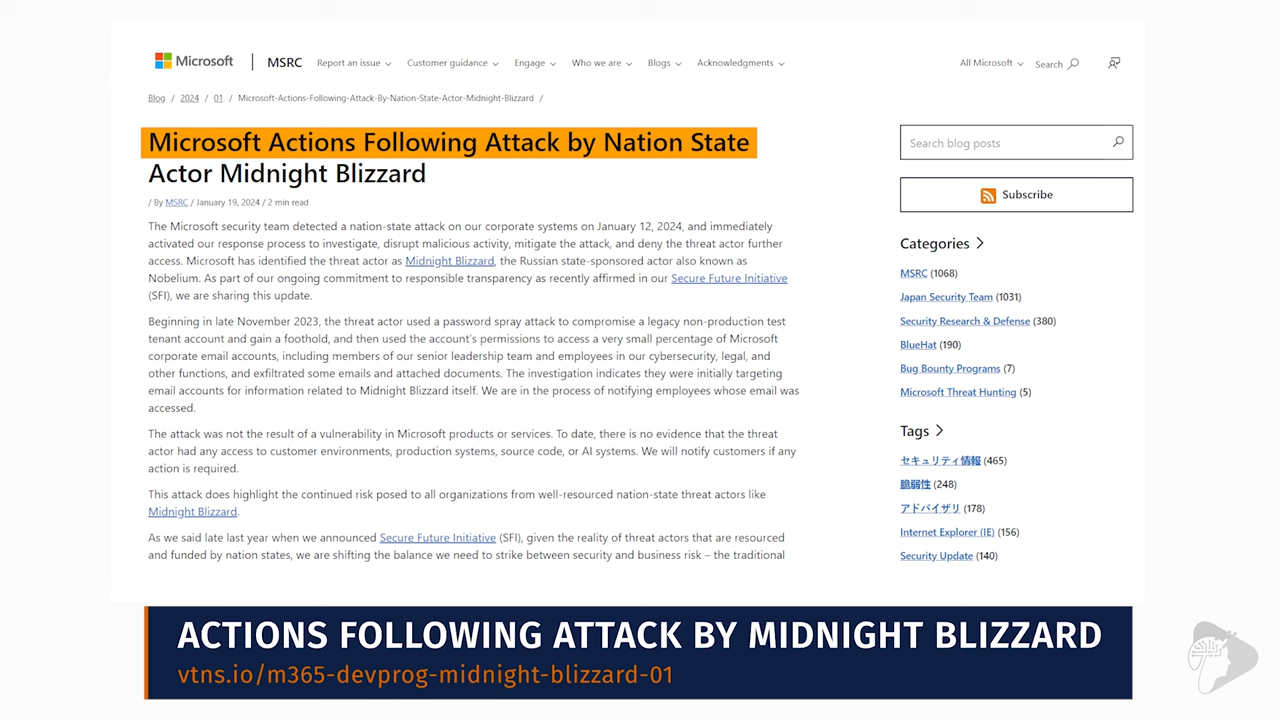 Microsoft
MSRC
Report an issue
Customer guidance
Engage
Who we are
Blogs
Acknowledgments
All Microsoft
Search
Blog / 2024 / 01 / Microsoft-Actions-Following-Attack-By-Nation-State-Actor-Midnight-Blizzard /
Microsoft Actions Following Attack by Nation State
Actor Midnight Blizzard
/ By MSRC / January 19, 2024 / 2 min read
The Microsoft security team detected a nation-state attack on our corporate systems on January 12, 2024, and immediately
activated our response process to investigate, disrupt malicious activity, mitigate the attack, and deny the threat actor further
access. Microsoft has identified the threat actor as Midnight Blizzard, the Russian state-sponsored actor also known as
Nobelium. As part of our ongoing commitment to responsible transparency as recently affirmed in our Secure Future Initiative
(SFI), we are sharing this update.
Beginning in late November 2023, the threat actor used a password spray attack to compromise a legacy non-production test
tenant account and gain a foothold, and then used the account's permissions to access a very small percentage of Microsoft
corporate email accounts, including members of our senior leadership team and employees in our cybersecurity, legal, and
other functions, and exfiltrated some emails and attached documents. The investigation indicates they were initially targeting
email accounts for information related to Midnight Blizzard itself. We are in the process of notifying employees whose email was
accessed.
The attack was not the result of a vulnerability in Microsoft products or services. To date, there is no evidence that the threat
actor had any access to customer environments, production systems, source code, or AI systems. We will notify customers if any
action is required.
This attack does highlight the continued risk posed to all organizations from well-resourced nation-state threat actors like
Midnight Blizzard.
As we said late last year when we announced Secure Future Initiative (SFI), given the reality of threat actors that are resourced
and funded by nation states, we are shifting the balance we need to strike between security and business risk – the traditional
Search blog posts
Subscribe
Categories
MSRC (1068)
Japan Security Team (1031)
Security Research & Defense (380)
BlueHat (190)
Bug Bounty Programs (7)
Microsoft Threat Hunting (5)
Tags
セキュリティ情報 (465)
脆弱性 (248)
アドバイザリ (178)
Internet Explorer (IE) (156)
Security Update (140)
ACTIONS FOLLOWING ATTACK BY MIDNIGHT BLIZZARD
vtns.io/m365-devprog-midnight-blizzard-01